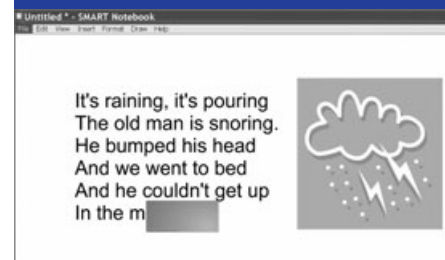 Untitled * - SMART Notebook
File Edit View Insert Format Draw Help
It's raining, it's pouring
The old man is snoring.
He bumped his head
And we went to bed
And he couldn't get up
In the m